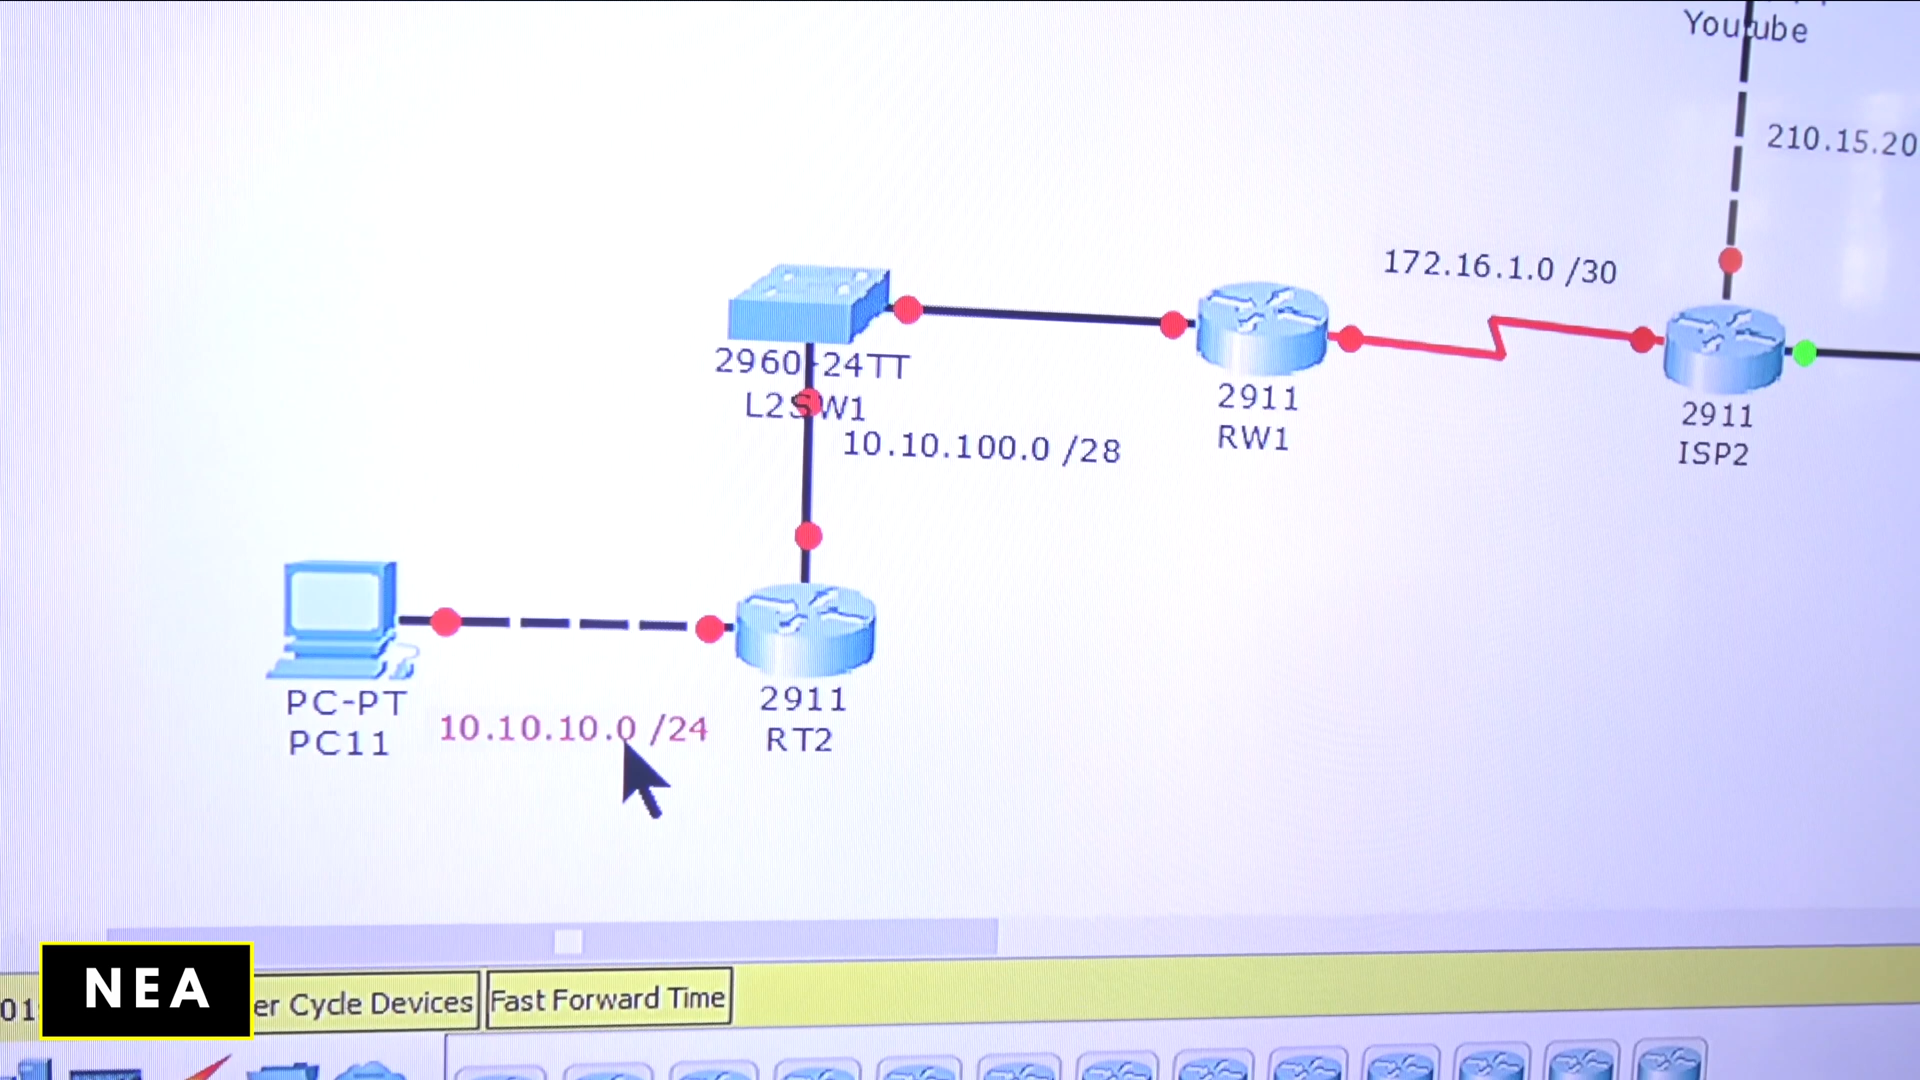 Youtube
210.15.20
172.16.1.0 /30
2960-24TT
L2SW1
10.10.100.0 /28
2911
RW1
2911
ISP2
PC-PT
PC11
10.10.10.0 /24
2911
RT2
NEA
er Cycle Devices
Fast Forward Time